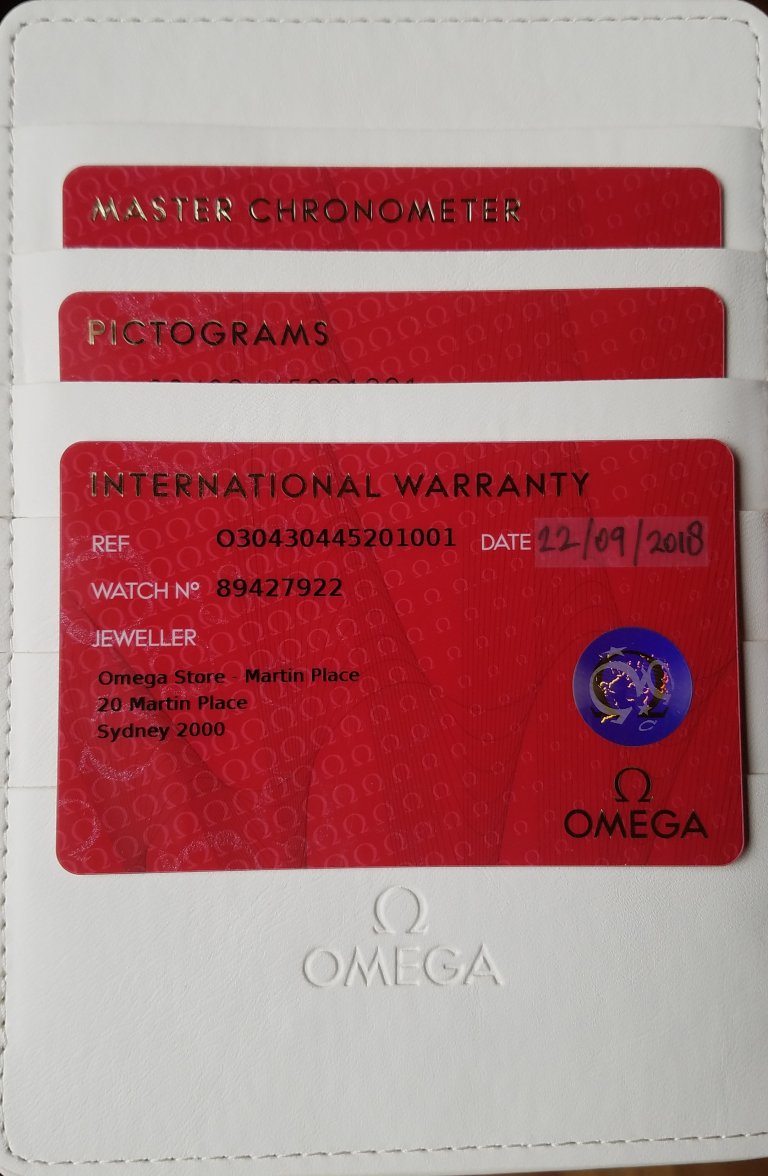 MASTER CHRONOMETER
PICTOGRAMS
INTERNATIONAL WARRANTY
REF O30430445201001 DATE 22/09/2018
WATCH Nº 89427922
JEWELLER
Omega Store - Martin Place
20 Martin Place
Sydney 2000
Ω
OMEGA
Ω
OMEGA